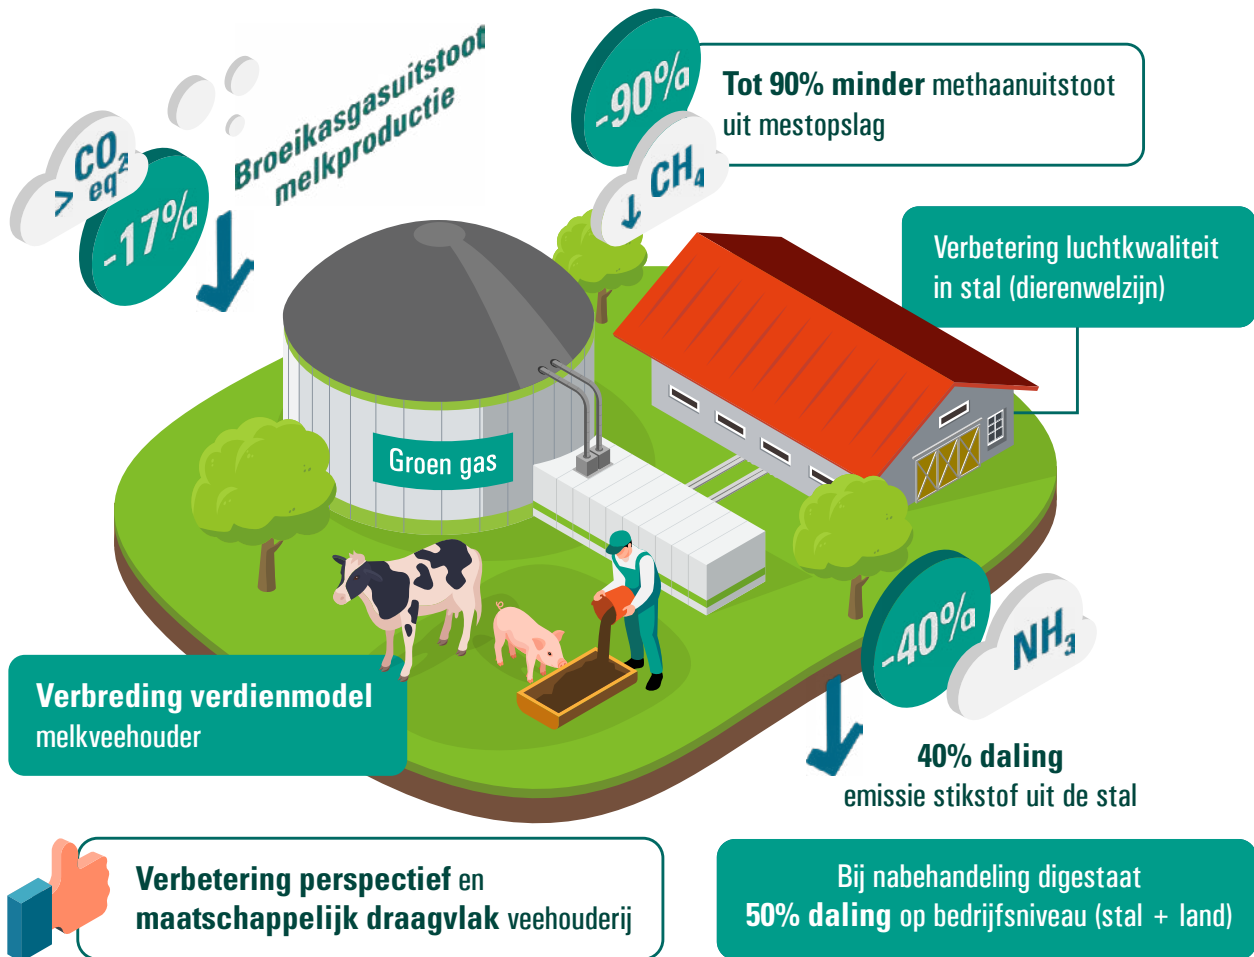 Broeikasgasuitstoot
melkproductie
> CO₂
eq²
-17%
-90%
CH₄
Tot 90% minder methaanuitstoot
uit mestopslag
Verbetering luchtkwaliteit
in stal (dierenwelzijn)
Groen gas
Verbreding verdienmodel
melkveehouder
-40%
NH₃
40% daling
emissie stikstof uit de stal
Verbetering perspectief en
maatschappelijk draagvlak veehouderij
Bij nabehandeling digestaat
50% daling op bedrijfsniveau (stal + land)